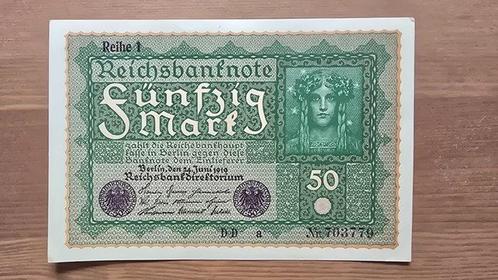 Reihe 1
Reichsbanknote
Fünfzig
Mark
zahlt die Reichsbankhaupt
kasse in Berlin gegen diese
Banknote dem Einlieferer
Berlin, den 24. Juni 1919
Reichsbankdirektorium
50
DD a
Nr. 703779